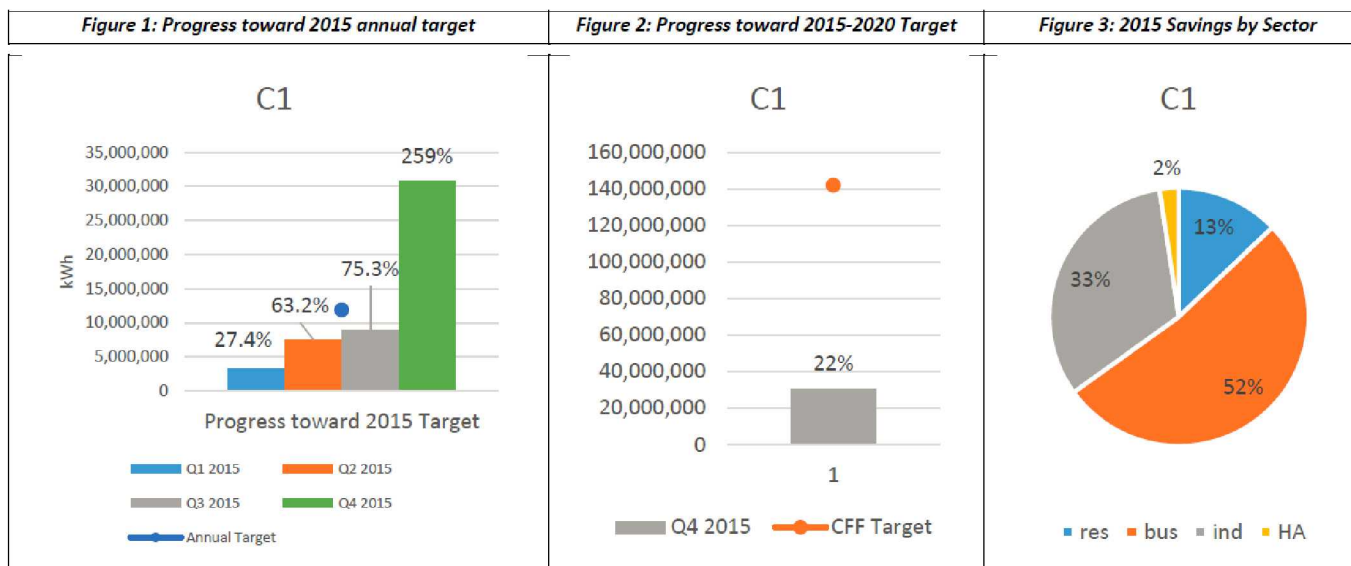 Figure 1: Progress toward 2015 annual target
Figure 2: Progress toward 2015-2020 Target
Figure 3: 2015 Savings by Sector
C1
35,000,000
30,000,000
25,000,000
20,000,000
15,000,000
10,000,000
5,000,000
0
kWh
27.4%
63.2%
75.3%
259%
Progress toward 2015 Target
Q1 2015
Q2 2015
Q3 2015
Q4 2015
Annual Target
C1
160,000,000
140,000,000
120,000,000
100,000,000
80,000,000
60,000,000
40,000,000
20,000,000
0
22%
1
Q4 2015
CFF Target
C1
2%
13%
33%
52%
res
bus
ind
HA